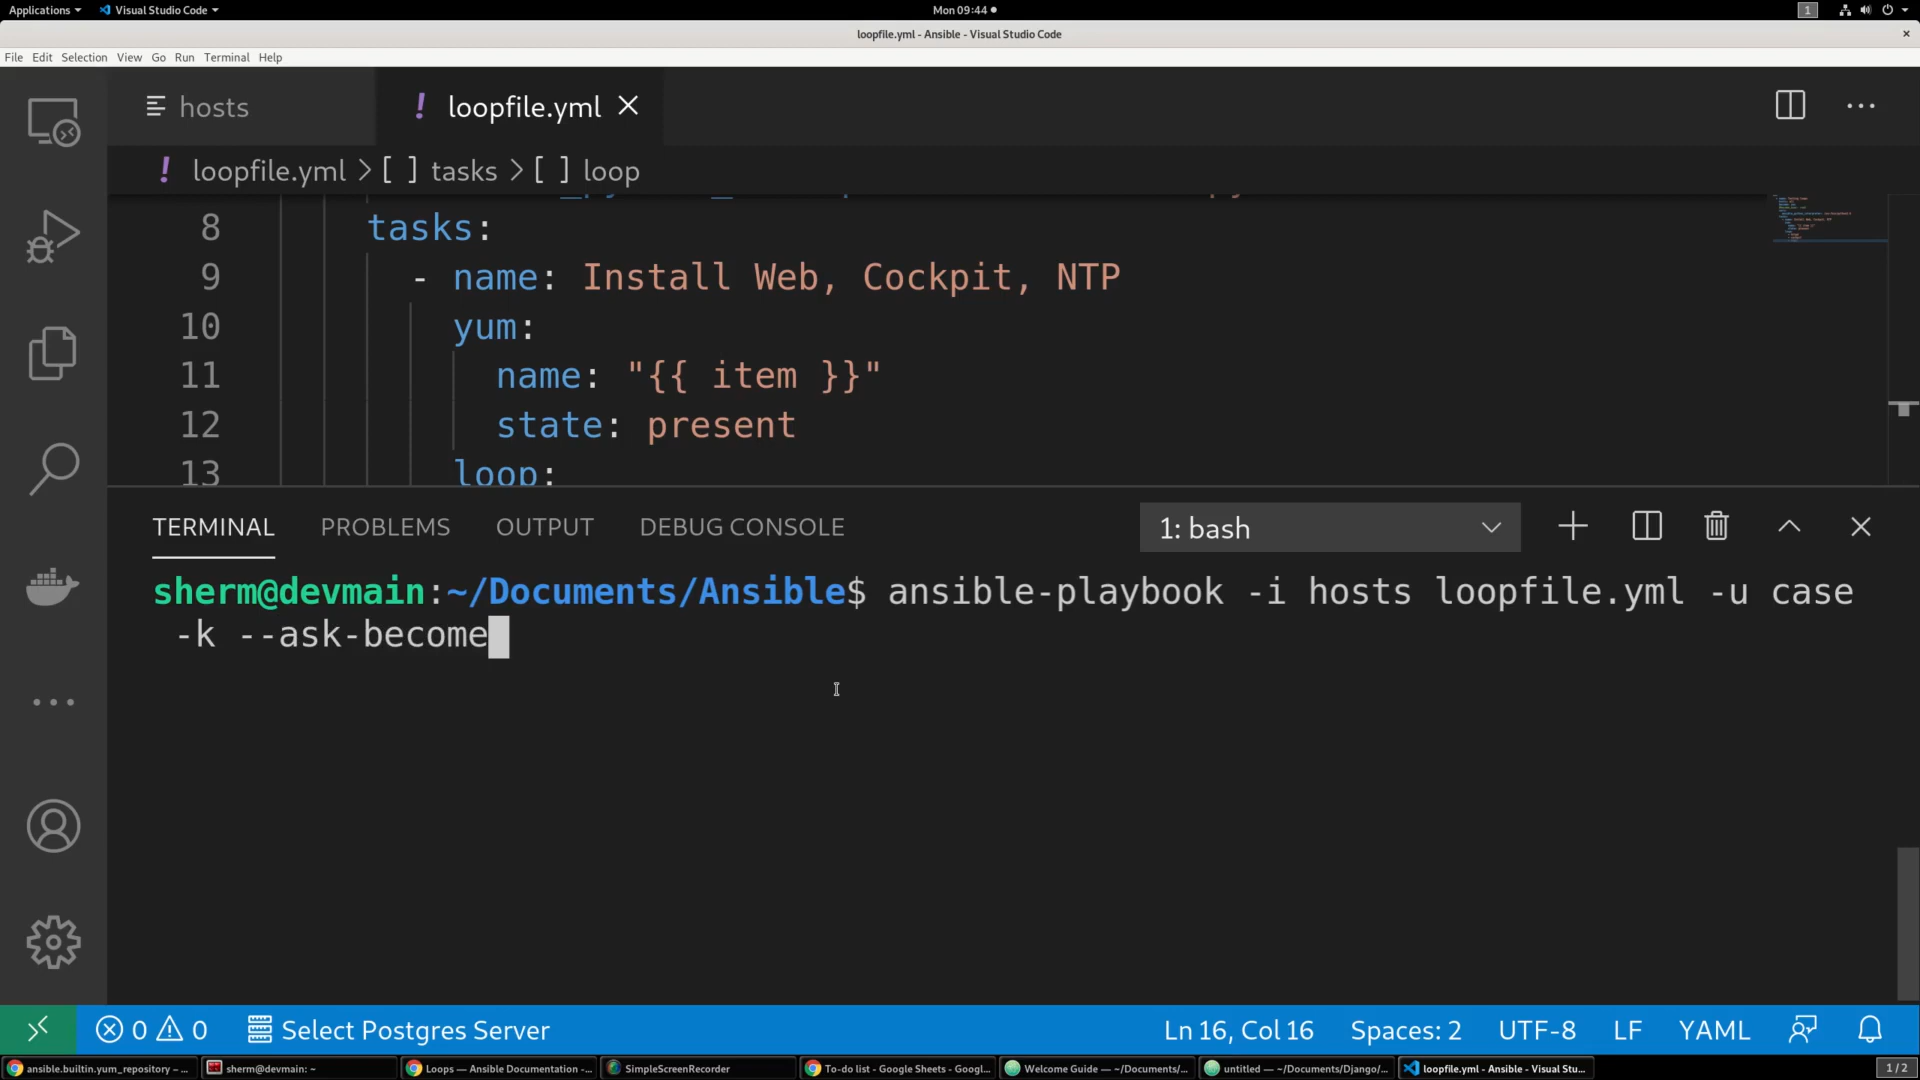 Applications
Visual Studio Code
Mon 09:44
1
loopfile.yml - Ansible - Visual Studio Code
File Edit Selection View Go Run Terminal Help
hosts
! loopfile.yml
! loopfile.yml > [ ] tasks > [ ] loop
8 tasks:
9 - name: Install Web, Cockpit, NTP
10 yum:
11 name: "{{ item }}"
12 state: present
13 loop:
TERMINAL PROBLEMS OUTPUT DEBUG CONSOLE 1: bash
sherm@devmain:~/Documents/Ansible$ ansible-playbook -i hosts loopfile.yml -u case
-k --ask-become
0 0 Select Postgres Server Ln 16, Col 16 Spaces: 2 UTF-8 LF YAML
ansible.builtin.yum_repository – ...
sherm@devmain: ~
Loops — Ansible Documentation -...
SimpleScreenRecorder
To-do list - Google Sheets - Googl...
Welcome Guide — ~/Documents/...
untitled — ~/Documents/Django/...
loopfile.yml - Ansible - Visual Stu...
1 / 2